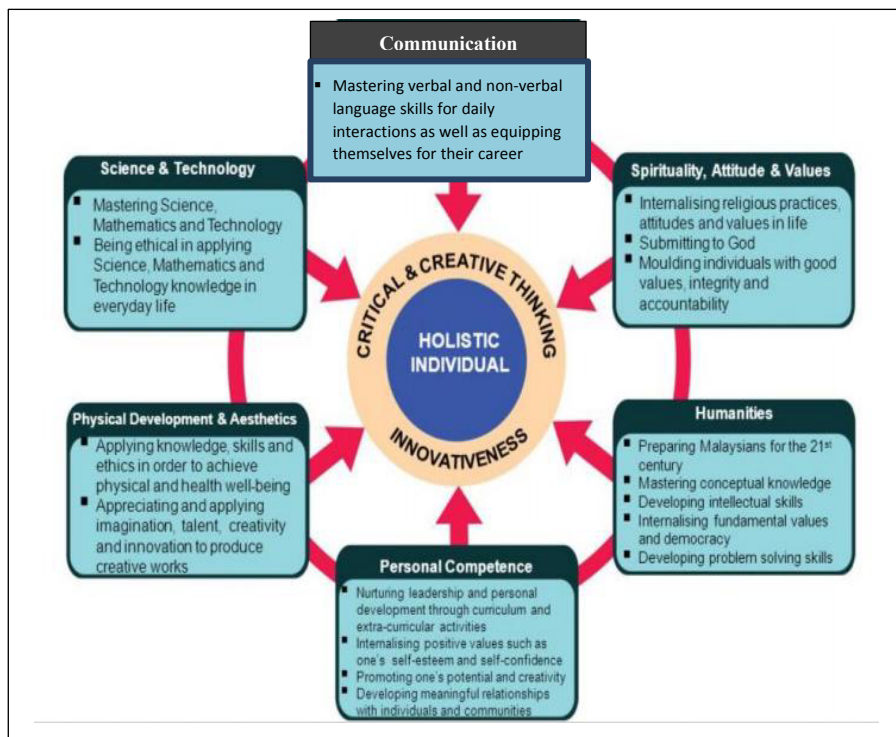 Communication
▪ Mastering verbal and non-verbal
language skills for daily
interactions as well as equipping
themselves for their career
Science & Technology
▪ Mastering Science,
Mathematics and Technology
▪ Being ethical in applying
Science, Mathematics and
Technology knowledge in
everyday life
Spirituality, Attitude & Values
▪ Internalising religious practices,
attitudes and values in life
▪ Submitting to God
▪ Moulding individuals with good
values, integrity and
accountability
CRITICAL & CREATIVE THINKING
HOLISTIC
INDIVIDUAL
INNOVATIVENESS
Physical Development & Aesthetics
▪ Applying knowledge, skills and
ethics in order to achieve
physical and health well-being
▪ Appreciating and applying
imagination, talent, creativity
and innovation to produce
creative works
Humanities
▪ Preparing Malaysians for the 21st
century
▪ Mastering conceptual knowledge
▪ Developing intellectual skills
▪ Internalising fundamental values
and democracy
▪ Developing problem solving skills
Personal Competence
▪ Nurturing leadership and personal
development through curriculum and
extra-curricular activities
▪ Internalising positive values such as
one's self-esteem and self-confidence
▪ Promoting one's potential and creativity
▪ Developing meaningful relationships
with individuals and communities